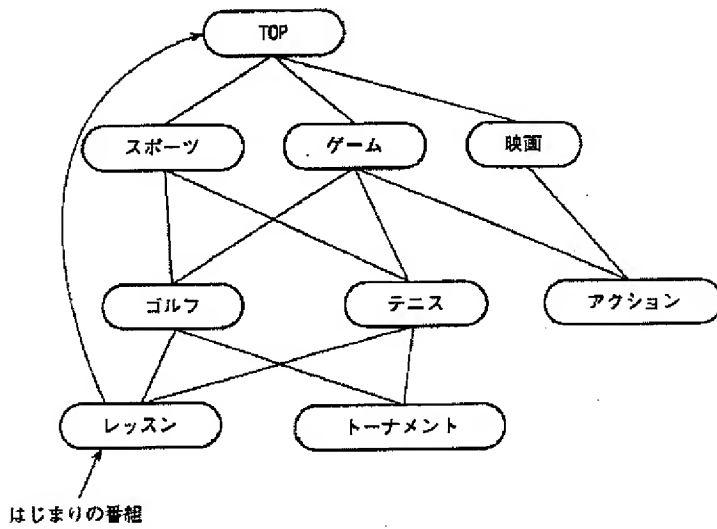 TOP
スポーツ
ゲーム
映画
ゴルフ
テニス
アクション
レッスン
トーナメント
はじまりの番組